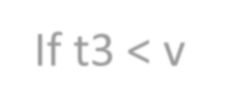 If t3 < v